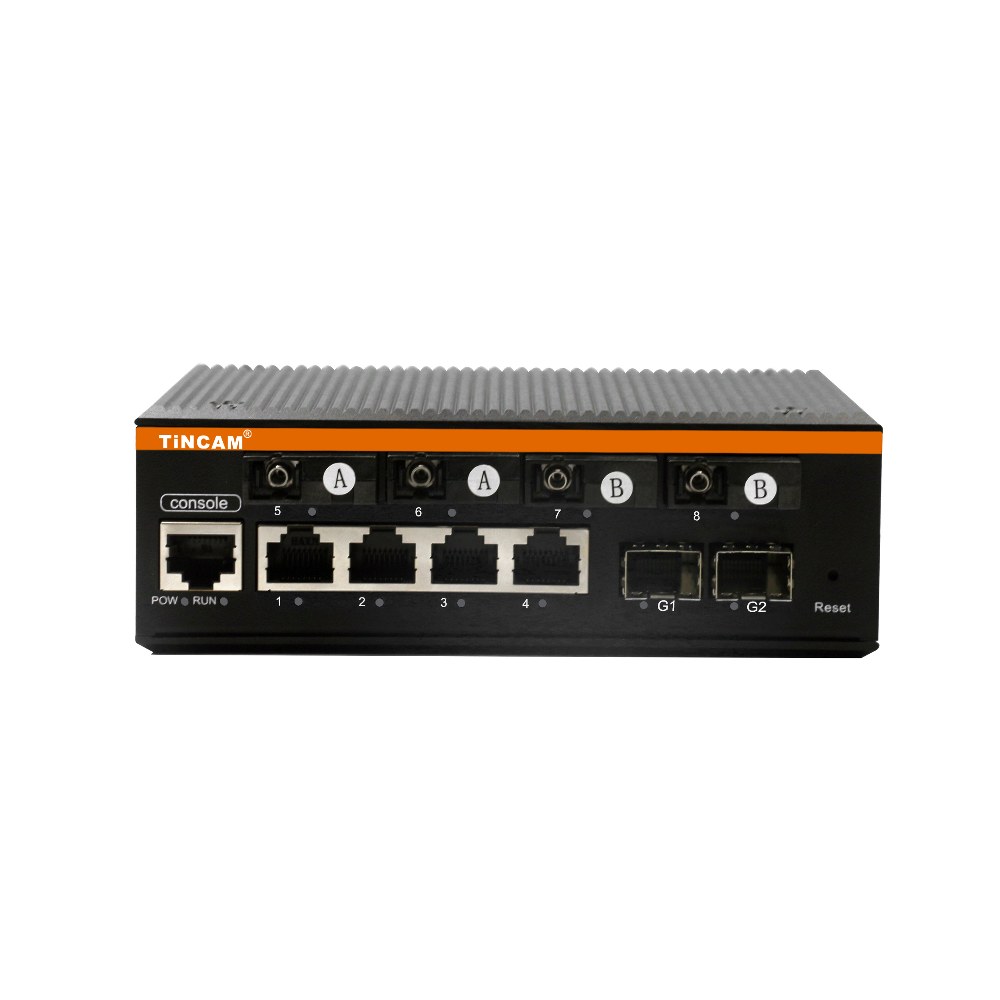 TiNCAM®
A A B B
console
5 6 7 8
POW RUN 1 2 3 4 G1 G2 Reset